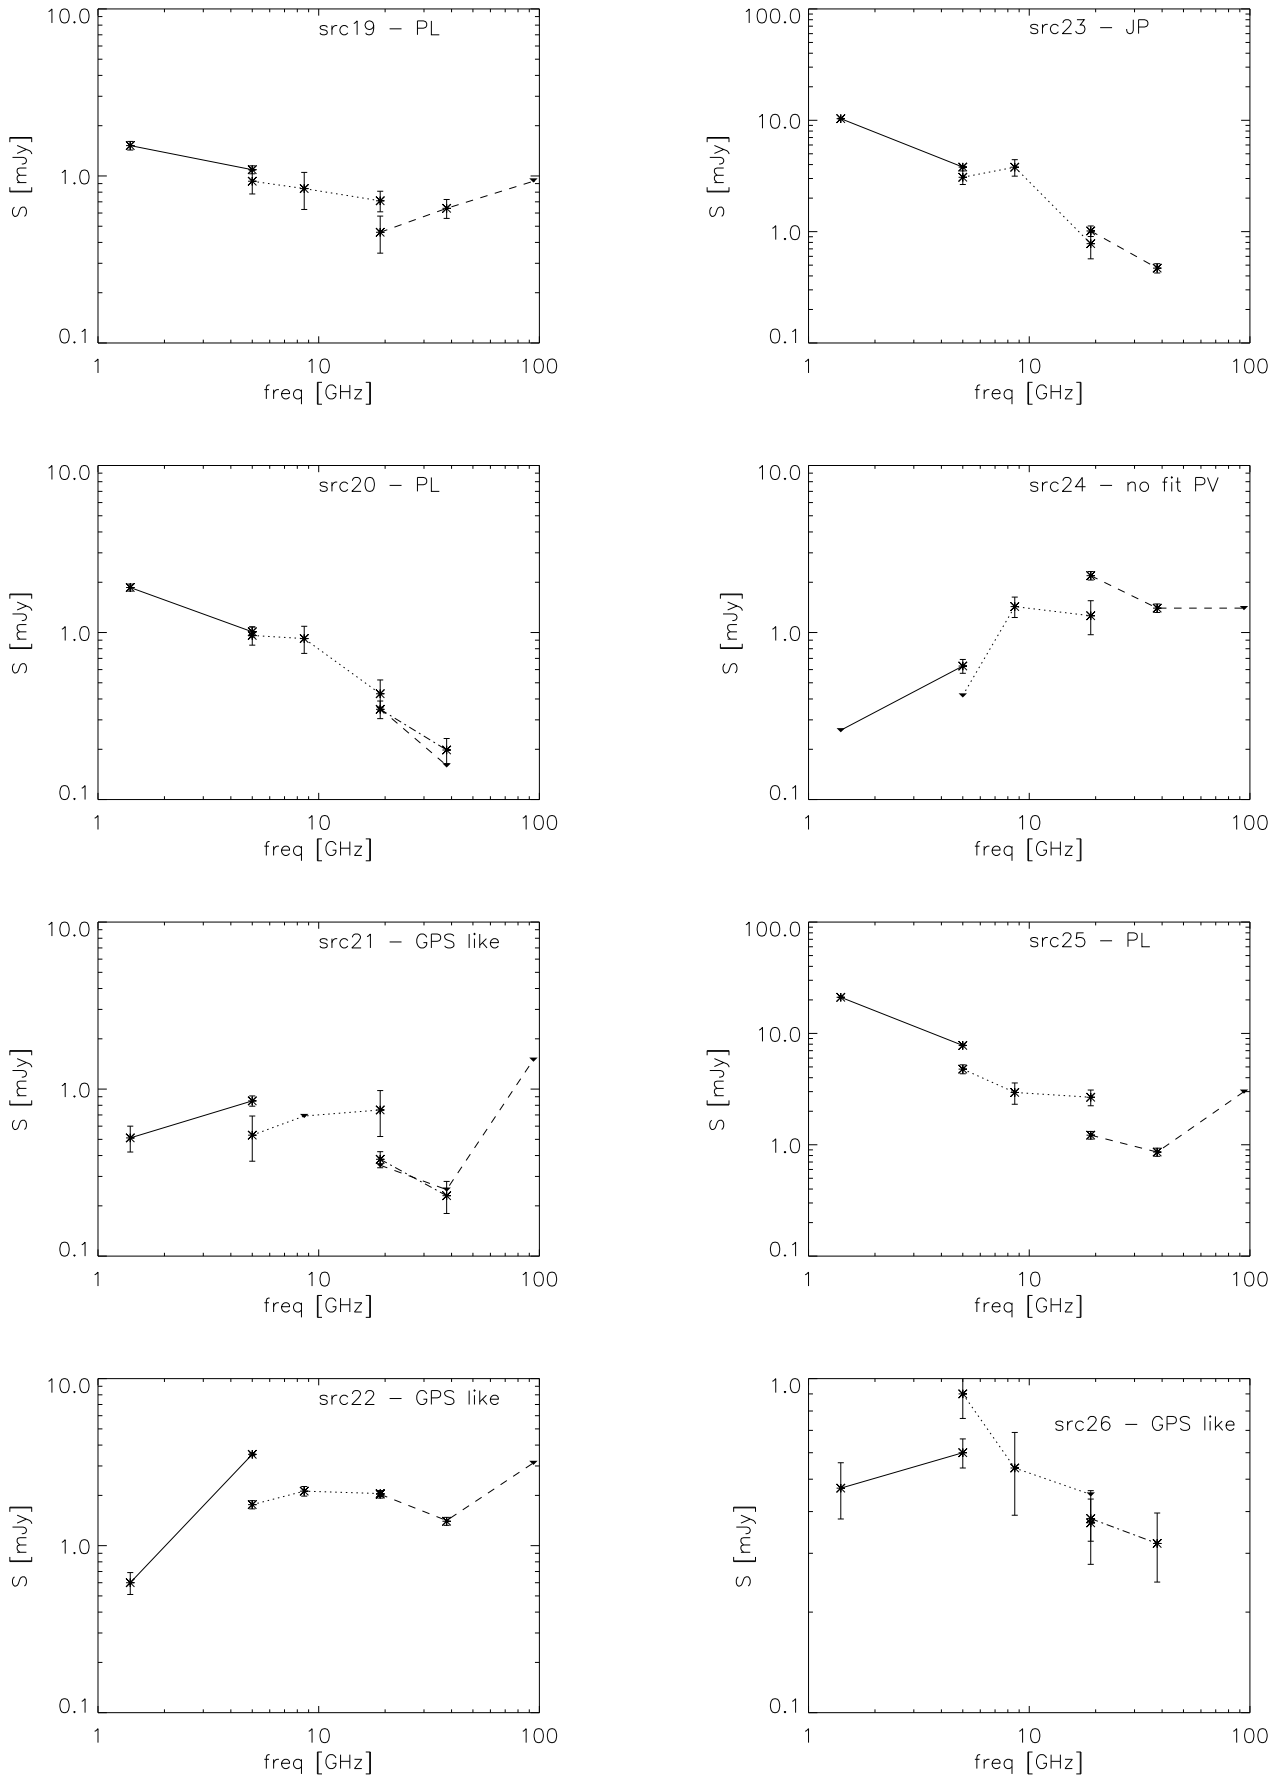 src19 – PL
10.0
1.0
0.1
S [mJy]
1
10
100
freq [GHz]
src23 – JP
100.0
10.0
1.0
0.1
S [mJy]
1
10
100
freq [GHz]
src20 – PL
10.0
1.0
0.1
S [mJy]
1
10
100
freq [GHz]
src24 – no fit PV
10.0
1.0
0.1
S [mJy]
1
10
100
freq [GHz]
src21 – GPS like
10.0
1.0
0.1
S [mJy]
1
10
100
freq [GHz]
src25 – PL
100.0
10.0
1.0
0.1
S [mJy]
1
10
100
freq [GHz]
src22 – GPS like
10.0
1.0
0.1
S [mJy]
1
10
100
freq [GHz]
src26 – GPS like
1.0
0.1
S [mJy]
1
10
100
freq [GHz]